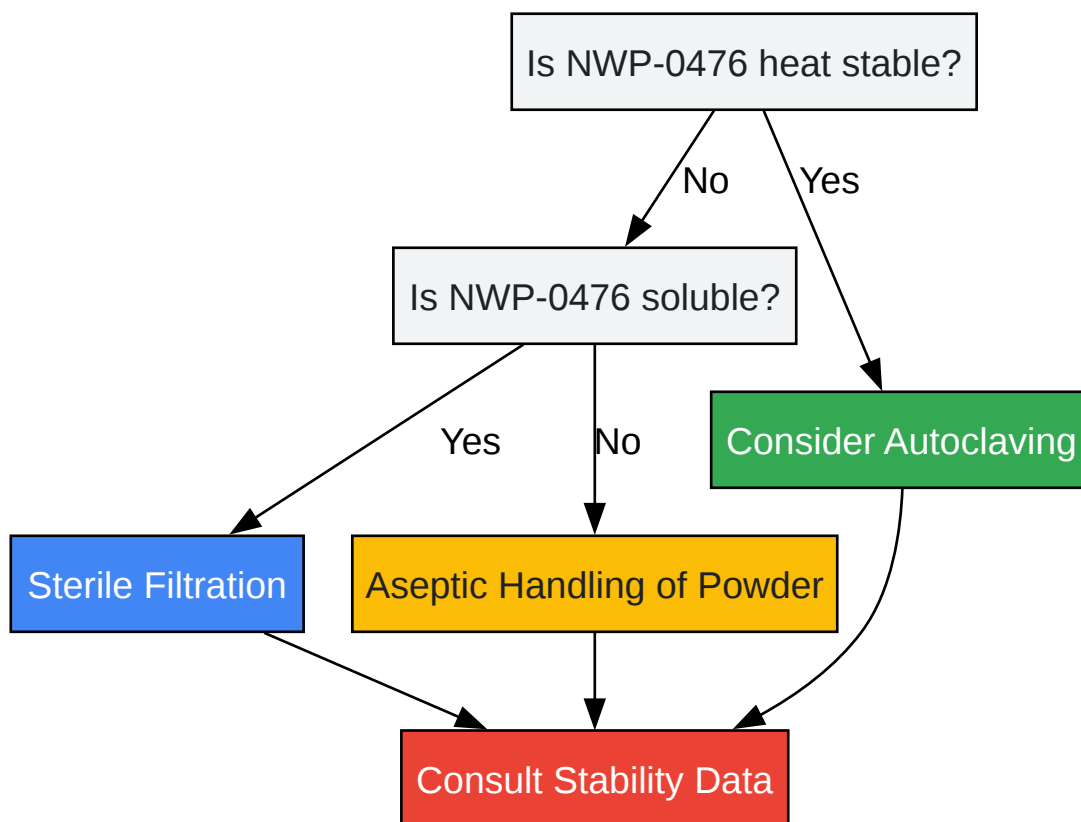 Is NWP-0476 heat stable?
No
Yes
Is NWP-0476 soluble?
Yes
No
Consider Autoclaving
Sterile Filtration
Aseptic Handling of Powder
Consult Stability Data